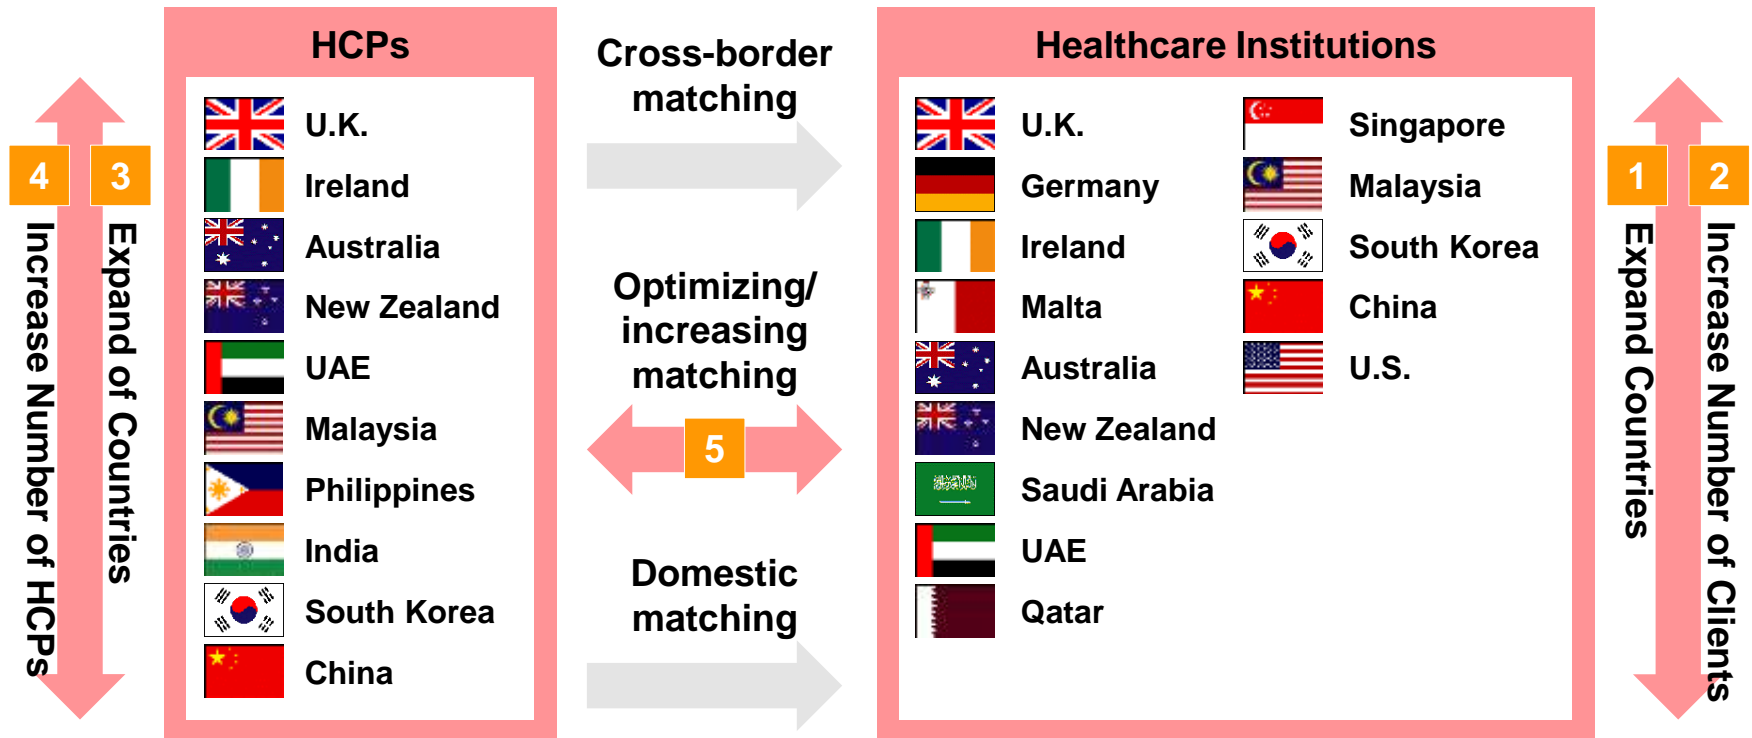 HCPs
Cross-border
matching
Healthcare Institutions
4
3
Increase Number of HCPs
Expand of Countries
U.K.
Ireland
Australia
New Zealand
UAE
Malaysia
Philippines
India
South Korea
China
Optimizing/
increasing
matching
5
Domestic
matching
U.K.
Germany
Ireland
Malta
Australia
New Zealand
Saudi Arabia
UAE
Qatar
Singapore
Malaysia
South Korea
China
U.S.
1
2
Expand Countries
Increase Number of Clients